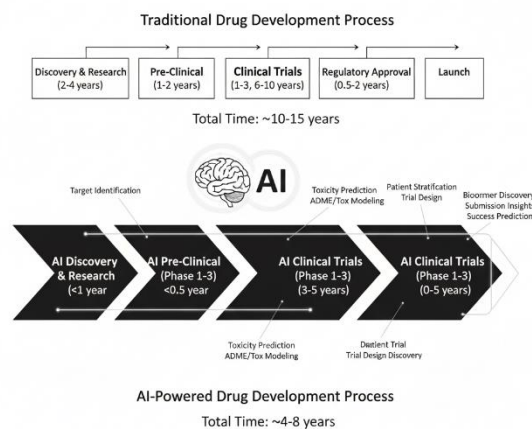 Traditional Drug Development Process
Discovery & Research
(2-4 years)
Pre-Clinical
(1-2 years)
Clinical Trials
(1-3, 6-10 years)
Regulatory Approval
(0.5-2 years)
Launch
Total Time: ~10-15 years
AI
Target Identification
Toxicity Prediction
ADME/Tox Modeling
Patient Stratification
Trial Design
Bioormer Discovery
Submission Insights
Success Prediction
AI Discovery
& Research
(<1 year
AI Pre-Clinical
(Phase 1-3)
<0.5 year
AI Clinical Trials
(Phase 1-3)
(3-5 years)
AI Clinical Trials
(Phase 1-3)
(0-5 years)
Toxicity Prediction
ADME/Tox Modeling
Deatient Trial
Trial Design Discovery
AI-Powered Drug Development Process
Total Time: ~4-8 years